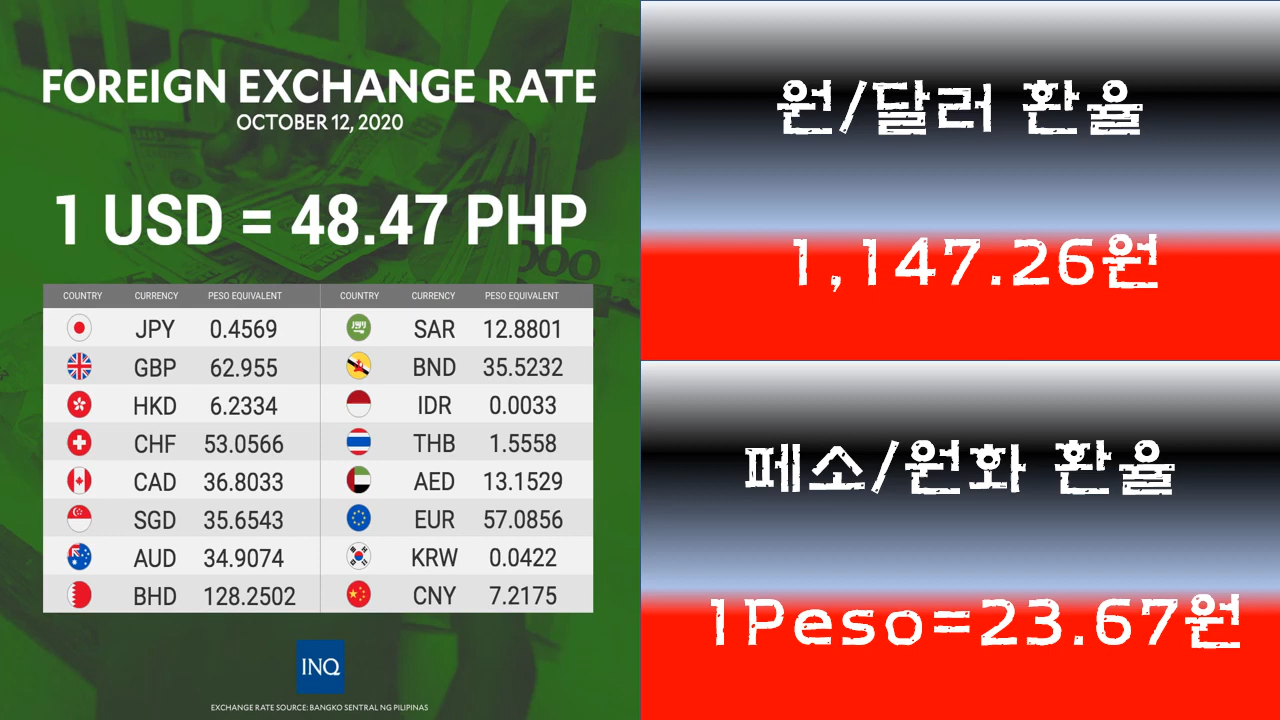 FOREIGN EXCHANGE RATE
OCTOBER 12, 2020
1 USD = 48.47 PHP
COUNTRY CURRENCY PESO EQUIVALENT COUNTRY CURRENCY PESO EQUIVALENT
JPY 0.4569 SAR 12.8801
GBP 62.955 BND 35.5232
HKD 6.2334 IDR 0.0033
CHF 53.0566 THB 1.5558
CAD 36.8033 AED 13.1529
SGD 35.6543 EUR 57.0856
AUD 34.9074 KRW 0.0422
BHD 128.2502 CNY 7.2175
INQ
EXCHANGE RATE SOURCE: BANGKO SENTRAL NG PILIPINAS
원/달러 환율
1,147.26원
페소/원화 환율
1Peso=23.67원